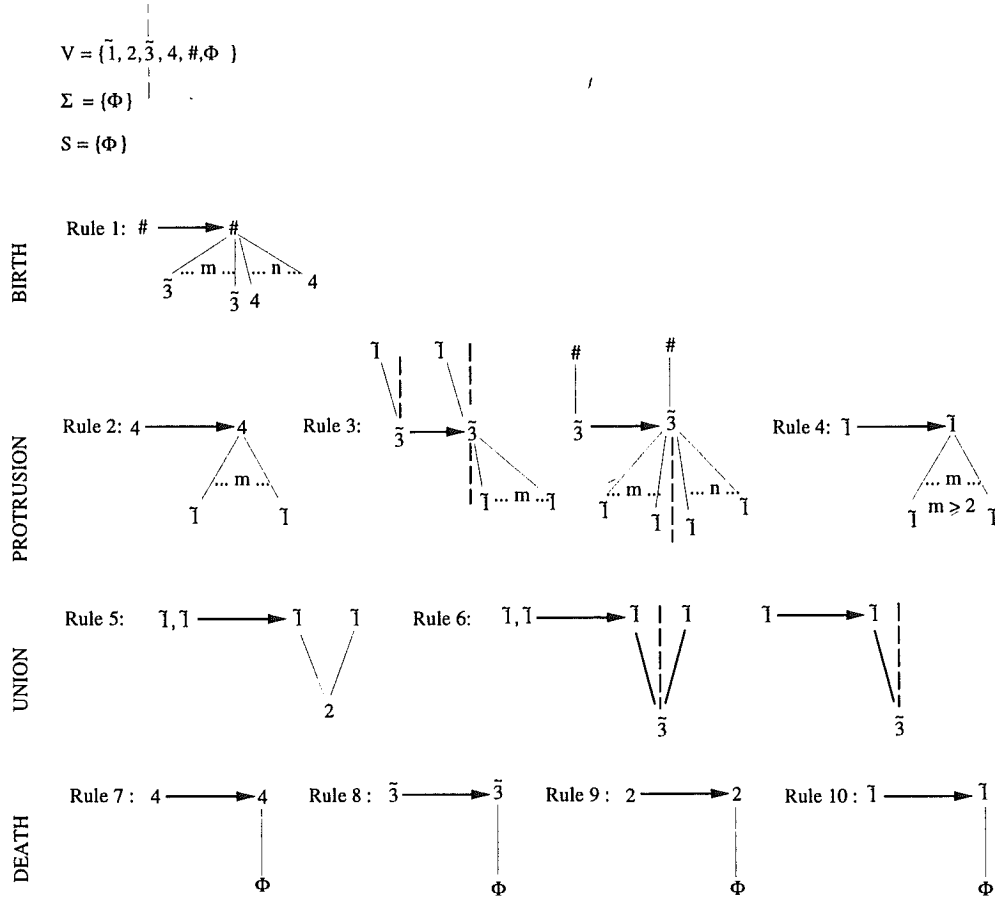 V = {1̃, 2, 3̃, 4, #,Φ }
Σ = {Φ}
S = {Φ}
BIRTH
Rule 1: # #
... m ... ... n ...
3̃ 3̃ 4 4
PROTRUSION
1̃ 1̃ # #
Rule 2: 4 4 Rule 3: 3̃ 3̃ 3̃ 3̃ Rule 4: 1̃ 1̃
... m ... 1̃ ... m ... 1̃ ... m ... ... n ... ... m ...
1̃ 1̃ 1̃ 1̃ 1̃ 1̃ 1̃ m ⩾ 2 1̃
UNION
Rule 5: 1̃, 1̃ 1̃ 1̃ Rule 6: 1̃, 1̃ 1̃ 1̃ 1̃ 1̃
2 3̃ 3̃
DEATH
Rule 7 : 4 4 Rule 8 : 3̃ 3̃ Rule 9 : 2 2 Rule 10 : 1̃ 1̃
Φ Φ Φ Φ